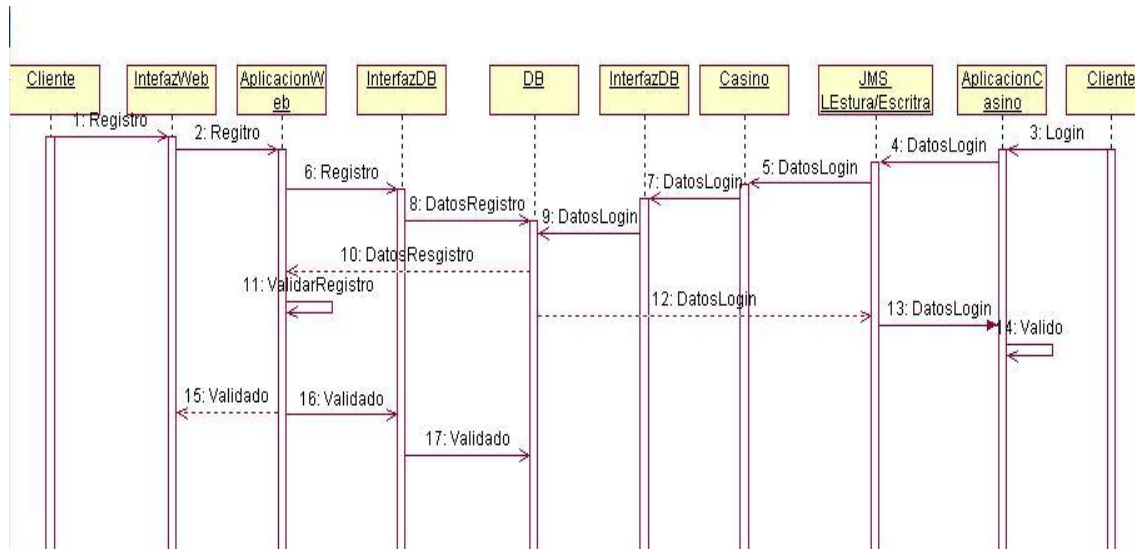 Cliente
IntefazWeb
AplicacionW
eb
InterfazDB
DB
InterfazDB
Casino
JMS
LEstura/Escritra
AplicacionC
asino
Cliente
1: Registro
2: Regitro
3: Login
4: DatosLogin
5: DatosLogin
6: Registro
7: DatosLogin
8: DatosRegistro
9: DatosLogin
10: DatosResgistro
11: ValidarRegistro
12: DatosLogin
13: DatosLogin
14: Valido
15: Validado
16: Validado
17: Validado